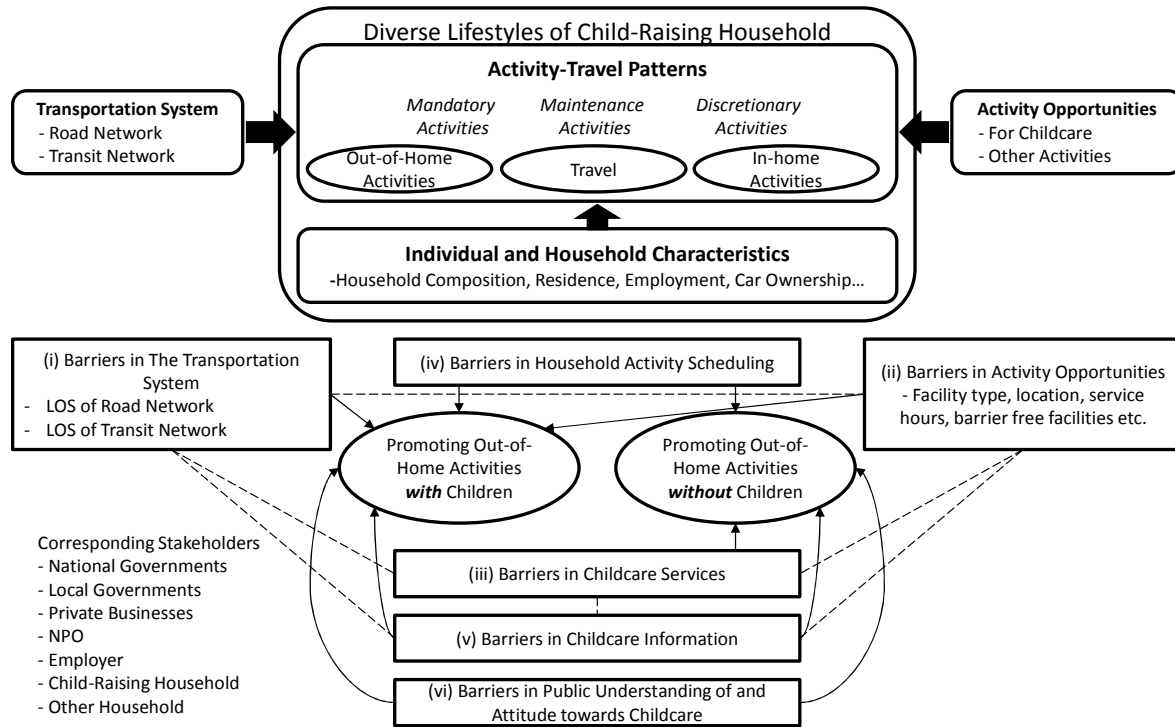 Diverse Lifestyles of Child-Raising Household
Activity-Travel Patterns
Mandatory
Activities
Maintenance
Activities
Discretionary
Activities
Out-of-Home
Activities
Travel
In-home
Activities
Transportation System
- Road Network
- Transit Network
Activity Opportunities
- For Childcare
- Other Activities
Individual and Household Characteristics
-Household Composition, Residence, Employment, Car Ownership…
(i) Barriers in The Transportation
System
- LOS of Road Network
- LOS of Transit Network
(iv) Barriers in Household Activity Scheduling
(ii) Barriers in Activity Opportunities
- Facility type, location, service
hours, barrier free facilities etc.
Promoting Out-of-
Home Activities
with Children
Promoting Out-of-
Home Activities
without Children
Corresponding Stakeholders
- National Governments
- Local Governments
- Private Businesses
- NPO
- Employer
- Child-Raising Household
- Other Household
(iii) Barriers in Childcare Services
(v) Barriers in Childcare Information
(vi) Barriers in Public Understanding of and
Attitude towards Childcare